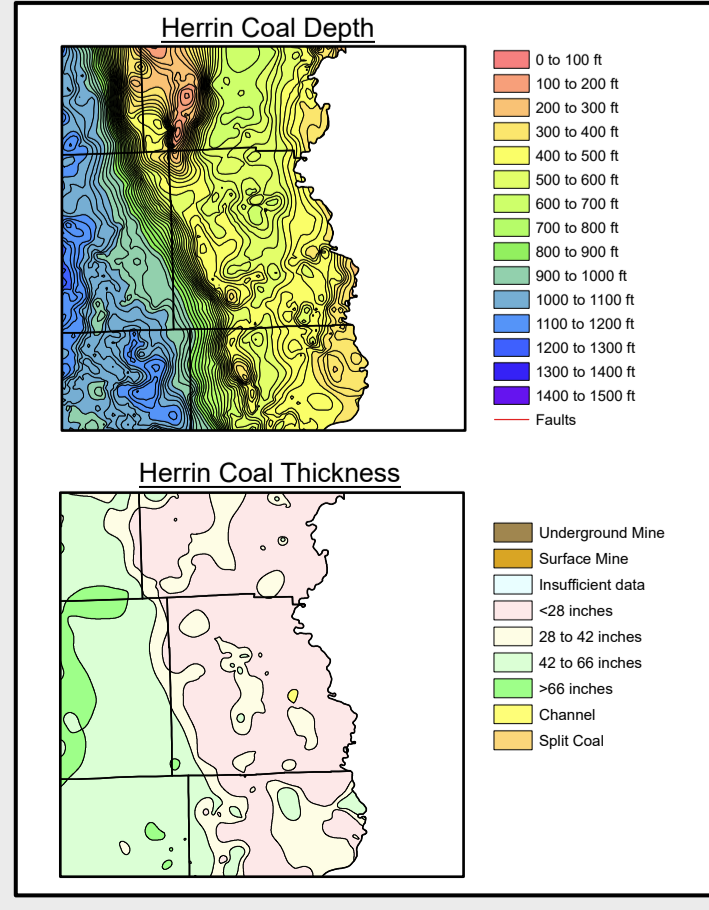 Herrin Coal Depth
0 to 100 ft
100 to 200 ft
200 to 300 ft
300 to 400 ft
400 to 500 ft
500 to 600 ft
600 to 700 ft
700 to 800 ft
800 to 900 ft
900 to 1000 ft
1000 to 1100 ft
1100 to 1200 ft
1200 to 1300 ft
1300 to 1400 ft
1400 to 1500 ft
Faults
Herrin Coal Thickness
Underground Mine
Surface Mine
Insufficient data
<28 inches
28 to 42 inches
42 to 66 inches
>66 inches
Channel
Split Coal